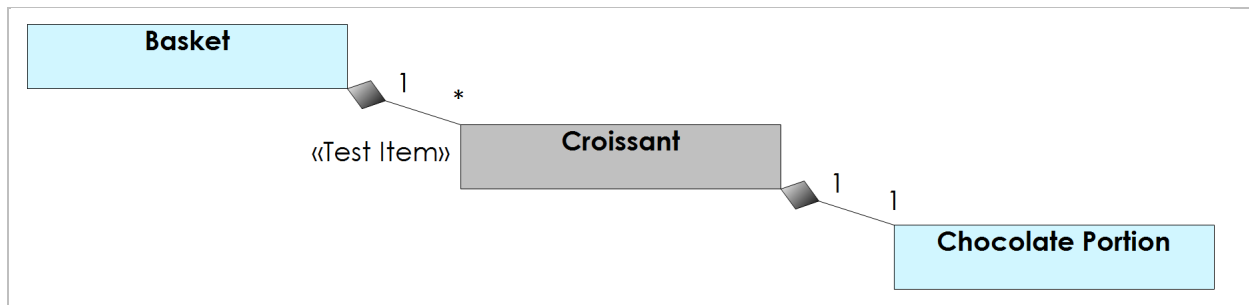 Basket
1
*
«Test Item»
Croissant
1
1
Chocolate Portion